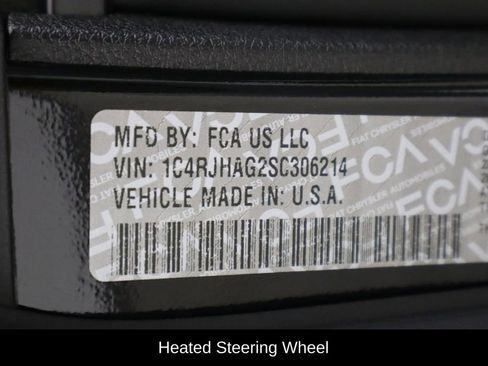 MFD BY: FCA US LLC
VIN: 1C4RJHAG2SC306214
VEHICLE MADE IN: U.S.A.
Heated Steering Wheel